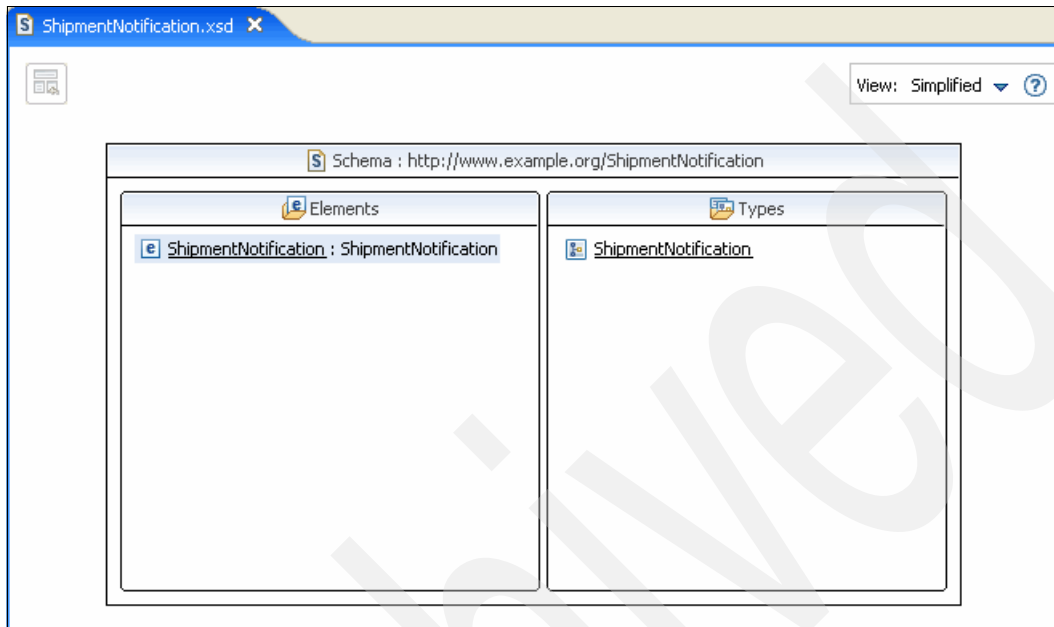 ShipmentNotification.xsd
View: Simplified
Schema : http://www.example.org/ShipmentNotification
Elements
Types
ShipmentNotification : ShipmentNotification
ShipmentNotification